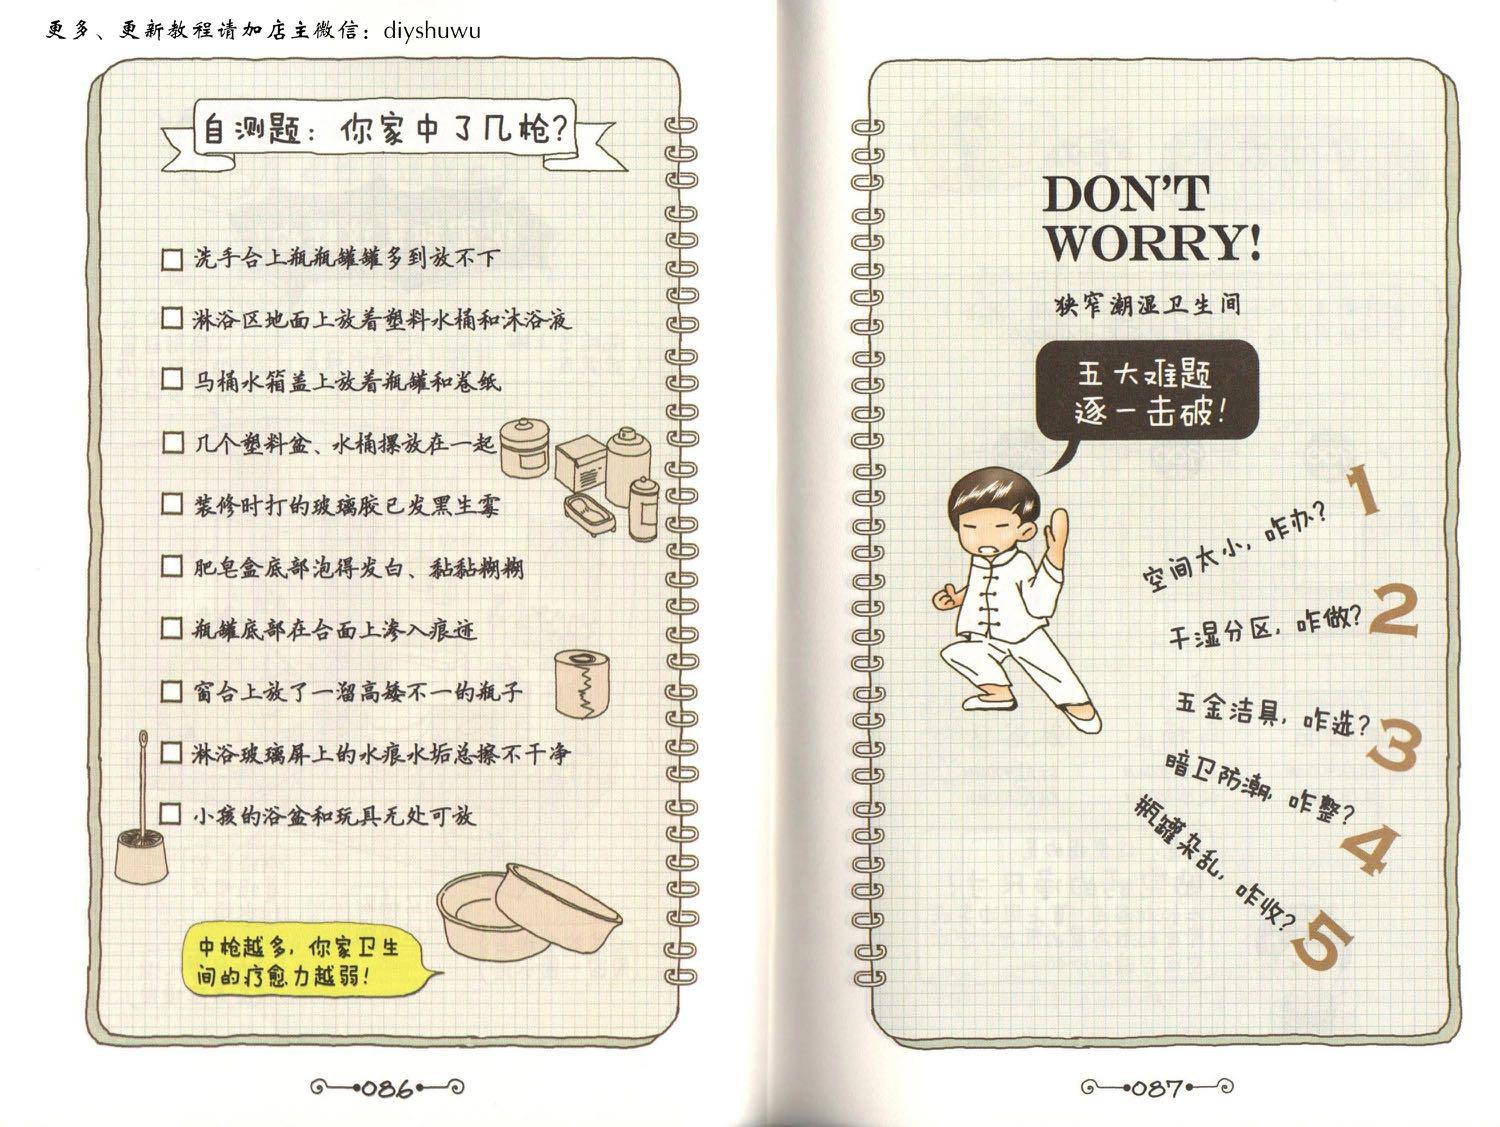 更多、更新教程请加店主微信：diyshuwu
自测题：你家中了几枪？
洗手台上瓶瓶罐罐多到放不下
淋浴区地面上放着塑料水桶和沐浴液
马桶水箱盖上放着瓶罐和卷纸
几个塑料盆、水桶摞放在一起
装修时打的玻璃胶已发黑生霉
肥皂盒底部泡得发白、黏黏糊糊
瓶罐底部在台面上渗入痕迹
窗台上放了一溜高矮不一的瓶子
淋浴玻璃屏上的水痕水垢总擦不干净
小孩的浴盆和玩具无处可放
中枪越多，你家卫生
间的疗愈力越弱！
086
DON'T
WORRY!
狭窄潮湿卫生间
五大难题
逐一击破！
空间太小，咋办？ 1
干湿分区，咋做？ 2
五金洁具，咋选？ 3
暗卫防潮，咋整？ 4
瓶罐杂乱，咋收？ 5
087